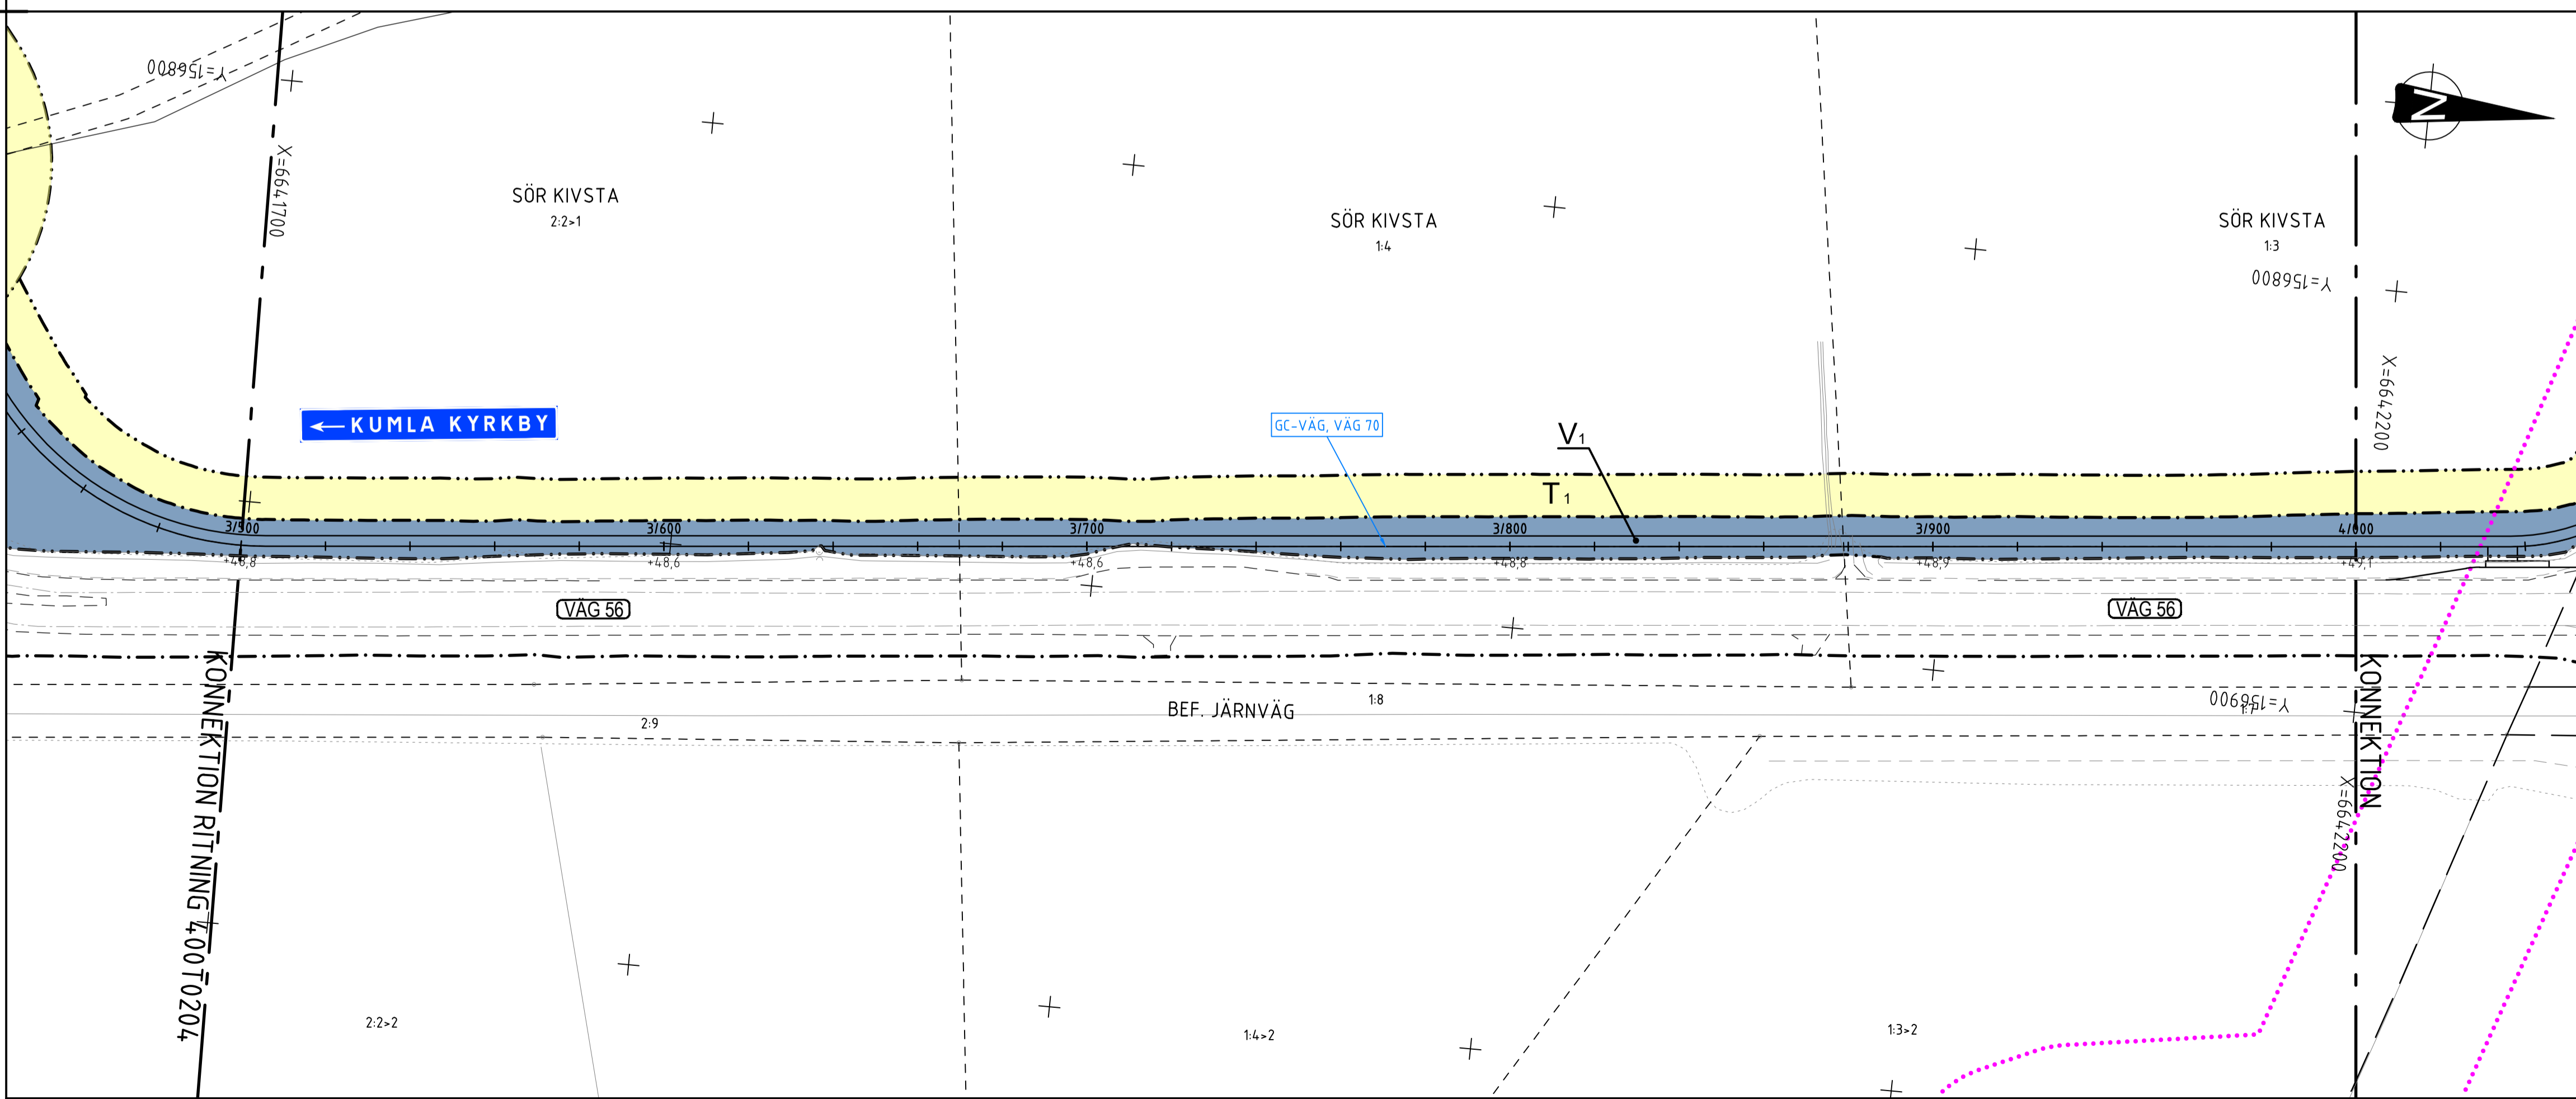 Y=156800
X=6641700
SÖR KIVSTA
2:2>1
SÖR KIVSTA
1:4
SÖR KIVSTA
1:3
Y=156800
N
X=6642200
← KUMLA KYRKBY
GC-VÄG, VÄG 70
V1
T1
3/500
3/600
3/700
3/800
3/900
4/000
+48,8
+48,6
+48,6
+48,8
+48,9
+49,1
VÄG 56
VÄG 56
KONNEKTION RITNING 400T0204
KONNEKTION
BEF. JÄRNVÄG
1:8
2:9
Y=156900
1:7
X=6642200
2:2>2
1:4>2
1:3>2